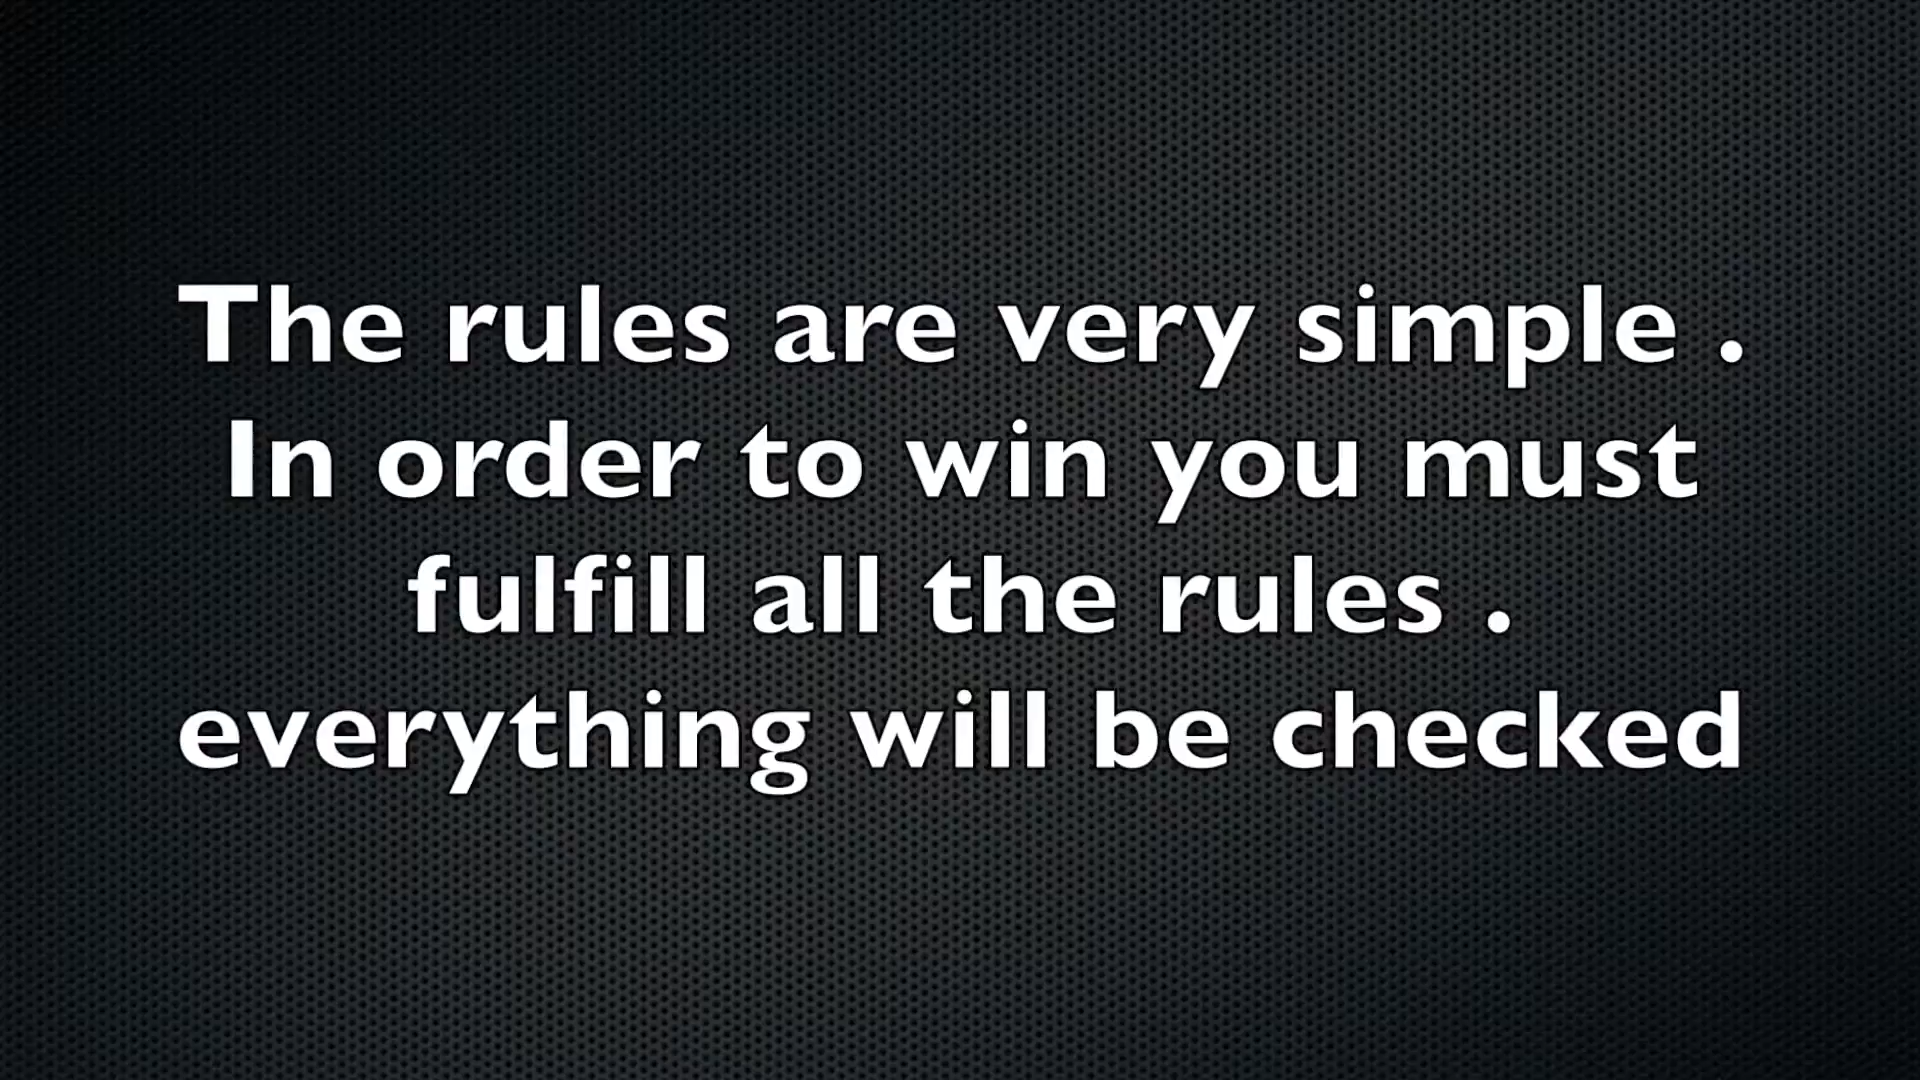 The rules are very simple .
In order to win you must
fulfill all the rules .
everything will be checked